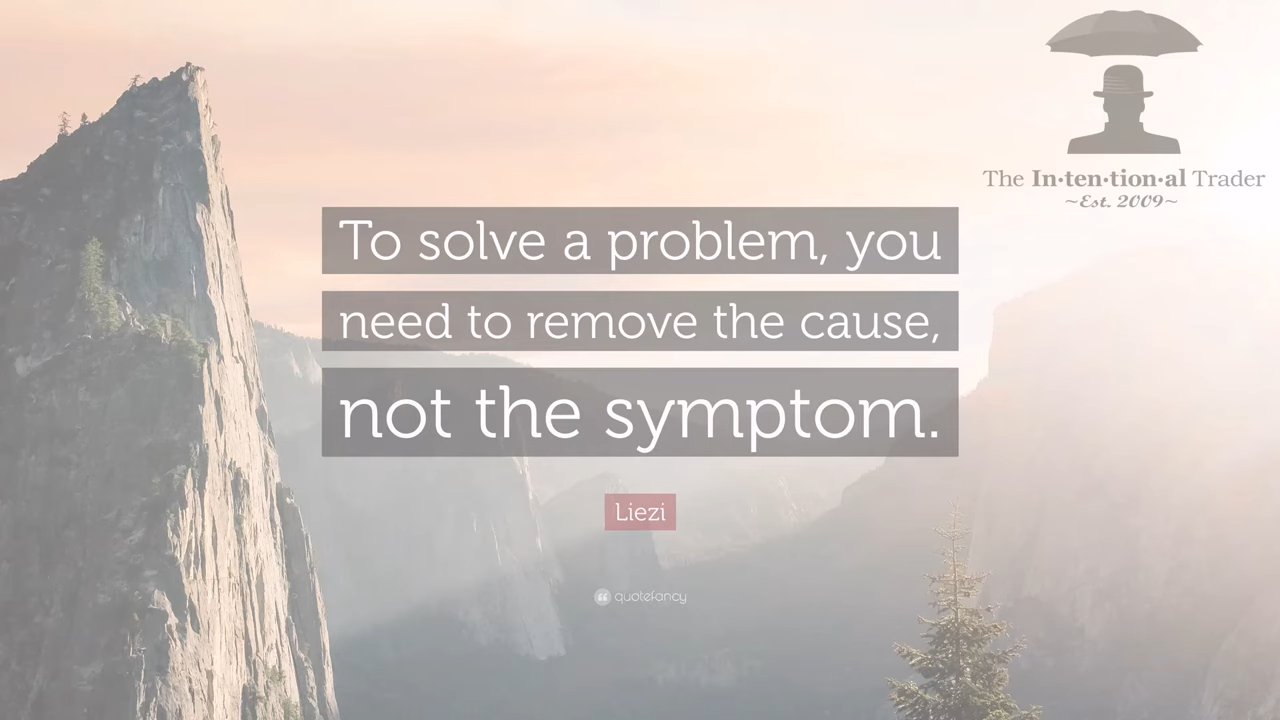 The In·ten·tion·al Trader
~Est. 2009~
To solve a problem, you
need to remove the cause,
not the symptom.
Liezi
quotefancy